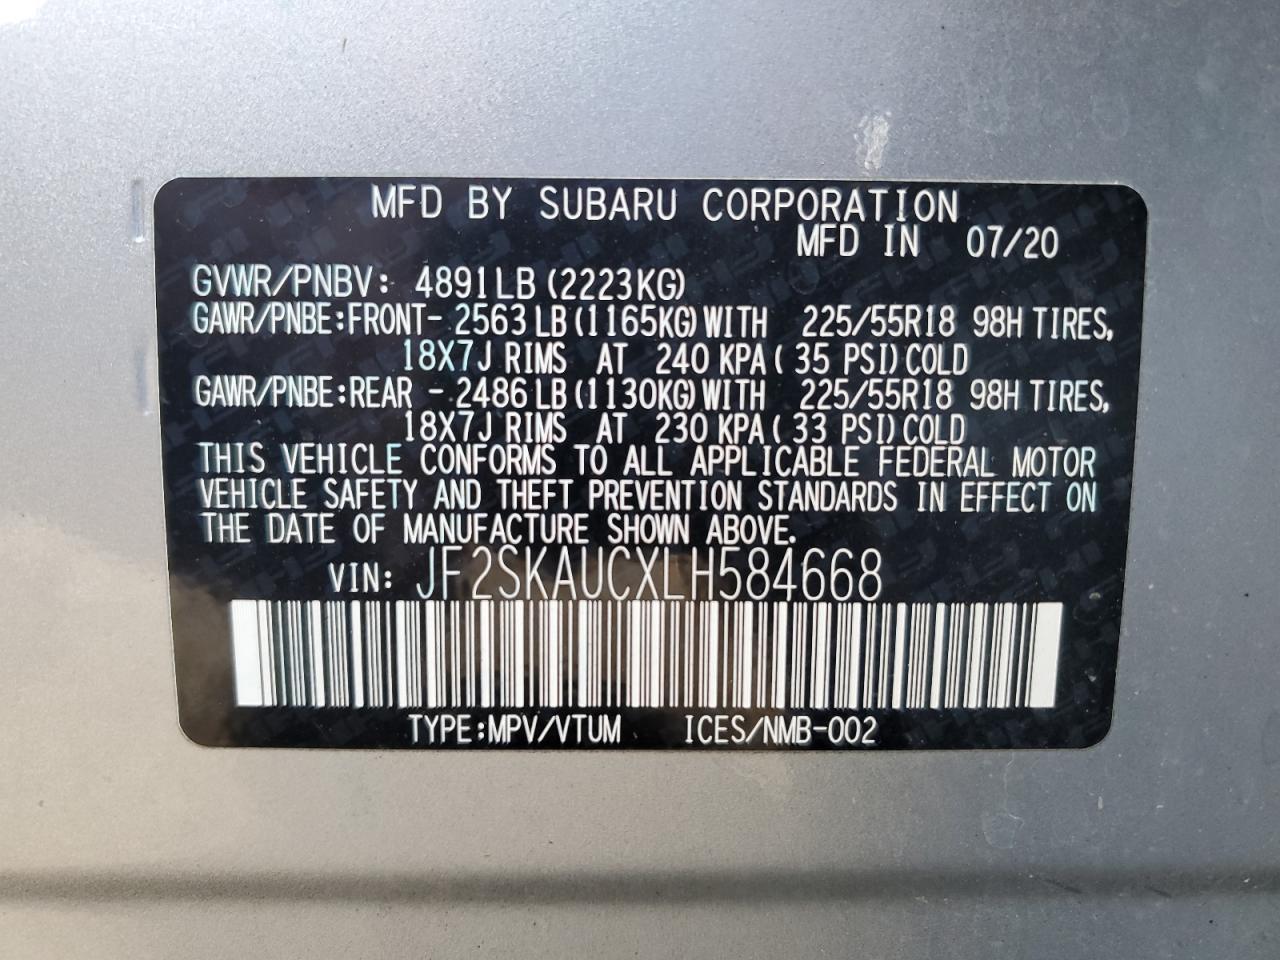 MFD BY SUBARU CORPORATION
MFD IN 07/20
GVWR/PNBV: 4891LB (2223KG)
GAWR/PNBE:FRONT- 2563LB(1165KG)WITH 225/55R18 98H TIRES,
18X7J RIMS AT 240 KPA( 35 PSI)COLD
GAWR/PNBE:REAR -2486LB(1130KG)WITH 225/55R18 98H TIRES,
18X7J RIMS AT 230 KPA( 33 PSI)COLD
THIS VEHICLE CONFORMS TO ALL APPLICABLE FEDERAL MOTOR
VEHICLE SAFETY AND THEFT PREVENTION STANDARDS IN EFFECT ON
THE DATE OF MANUFACTURE SHOWN ABOVE.
VIN: JF2SKAUCXLH584668
TYPE:MPV/VTUM ICES/NMB-002